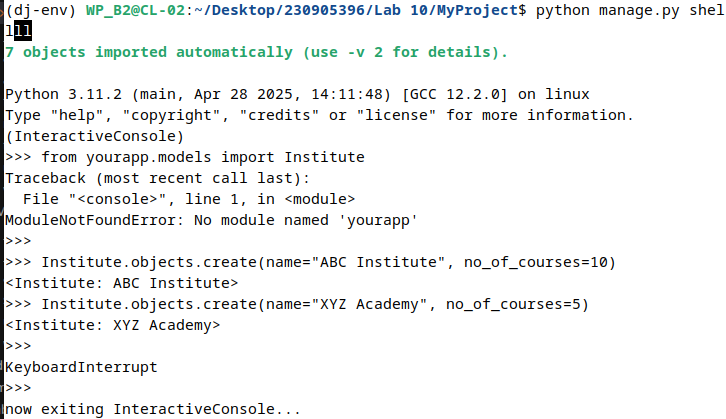 (dj-env) WP_B2@CL-02:~/Desktop/230905396/Lab 10/MyProject$ python manage.py shel
lll
7 objects imported automatically (use -v 2 for details).
Python 3.11.2 (main, Apr 28 2025, 14:11:48) [GCC 12.2.0] on linux
Type "help", "copyright", "credits" or "license" for more information.
(InteractiveConsole)
>>> from yourapp.models import Institute
Traceback (most recent call last):
  File "<console>", line 1, in <module>
ModuleNotFoundError: No module named 'yourapp'
>>>
>>> Institute.objects.create(name="ABC Institute", no_of_courses=10)
<Institute: ABC Institute>
>>> Institute.objects.create(name="XYZ Academy", no_of_courses=5)
<Institute: XYZ Academy>
>>>
KeyboardInterrupt
>>>
now exiting InteractiveConsole...